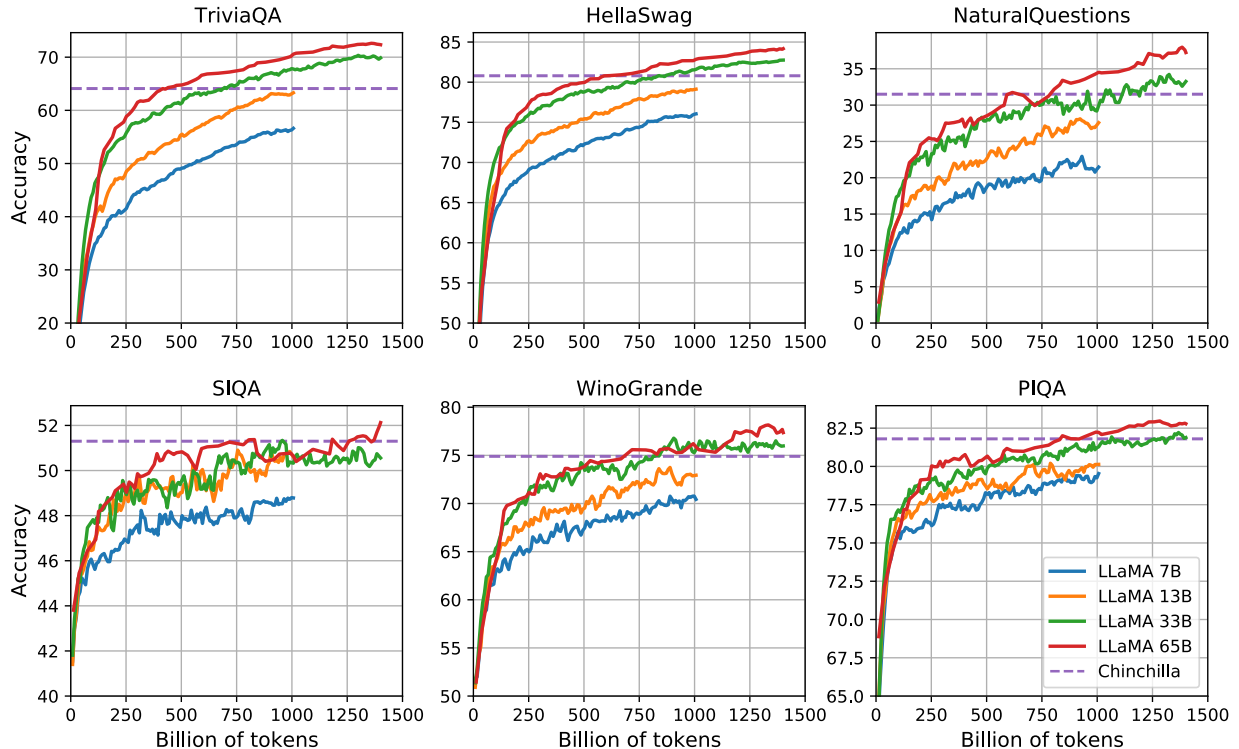 TriviaQA
HellaSwag
NaturalQuestions
Accuracy
70
60
50
40
30
20
0 250 500 750 1000 1250 1500
85
80
75
70
65
60
55
50
0 250 500 750 1000 1250 1500
35
30
25
20
15
10
5
0
0 250 500 750 1000 1250 1500
SIQA
WinoGrande
PIQA
Accuracy
52
50
48
46
44
42
40
0 250 500 750 1000 1250 1500
Billion of tokens
80
75
70
65
60
55
50
0 250 500 750 1000 1250 1500
Billion of tokens
82.5
80.0
77.5
75.0
72.5
70.0
67.5
65.0
0 250 500 750 1000 1250 1500
Billion of tokens
LLaMA 7B
LLaMA 13B
LLaMA 33B
LLaMA 65B
Chinchilla